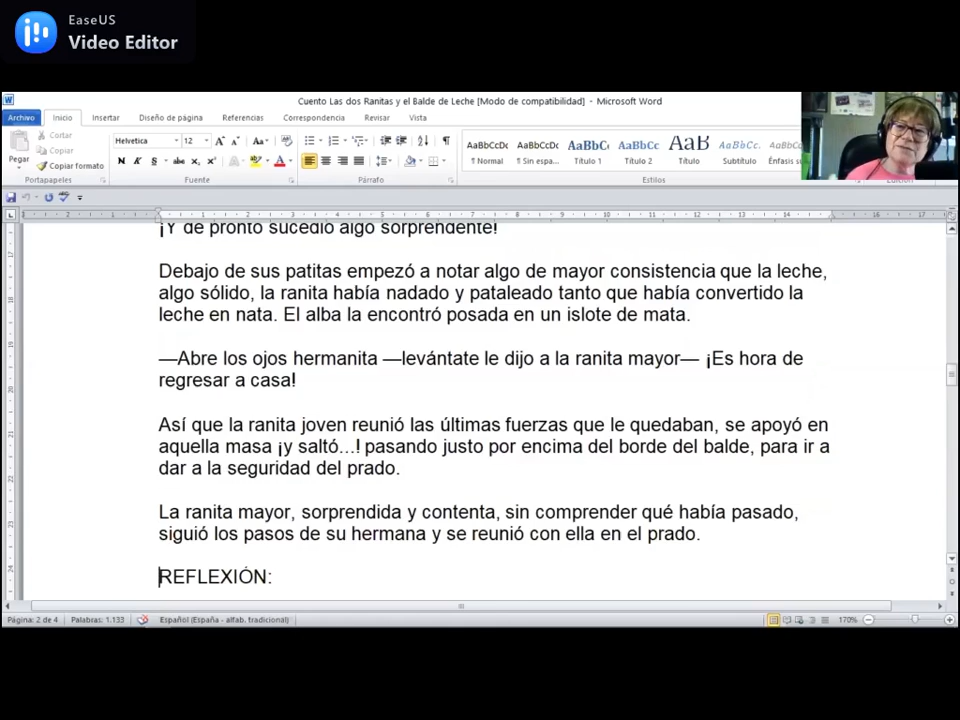 EaseUS
Video Editor
Cuento Las dos Ranitas y el Balde de Leche [Modo de compatibilidad] - Microsoft Word
Archivo Inicio Insertar Diseño de página Referencias Correspondencia Revisar Vista
Pegar
Cortar
Copiar
Copiar formato
Portapapeles
Helvetica 12
N K S
Fuente
Párrafo
AaBbCcDc AaBbCcDc AaBbC AaBbCc AaB AaBbCc. AaBbCcDc
¶ Normal ¶ Sin espa... Título 1 Título 2 Título Subtítulo Énfasis
Estilos
Edición
¡Y de pronto sucedió algo sorprendente!
Debajo de sus patitas empezó a notar algo de mayor consistencia que la leche,
algo sólido, la ranita había nadado y pataleado tanto que había convertido la
leche en nata. El alba la encontró posada en un islote de mata.
—Abre los ojos hermanita —levántate le dijo a la ranita mayor— ¡Es hora de
regresar a casa!
Así que la ranita joven reunió las últimas fuerzas que le quedaban, se apoyó en
aquella masa ¡y saltó...! pasando justo por encima del borde del balde, para ir a
dar a la seguridad del prado.
La ranita mayor, sorprendida y contenta, sin comprender qué había pasado,
siguió los pasos de su hermana y se reunió con ella en el prado.
REFLEXIÓN:
Página: 2 de 4 Palabras: 1.133 Español (España - alfab. tradicional) 170%